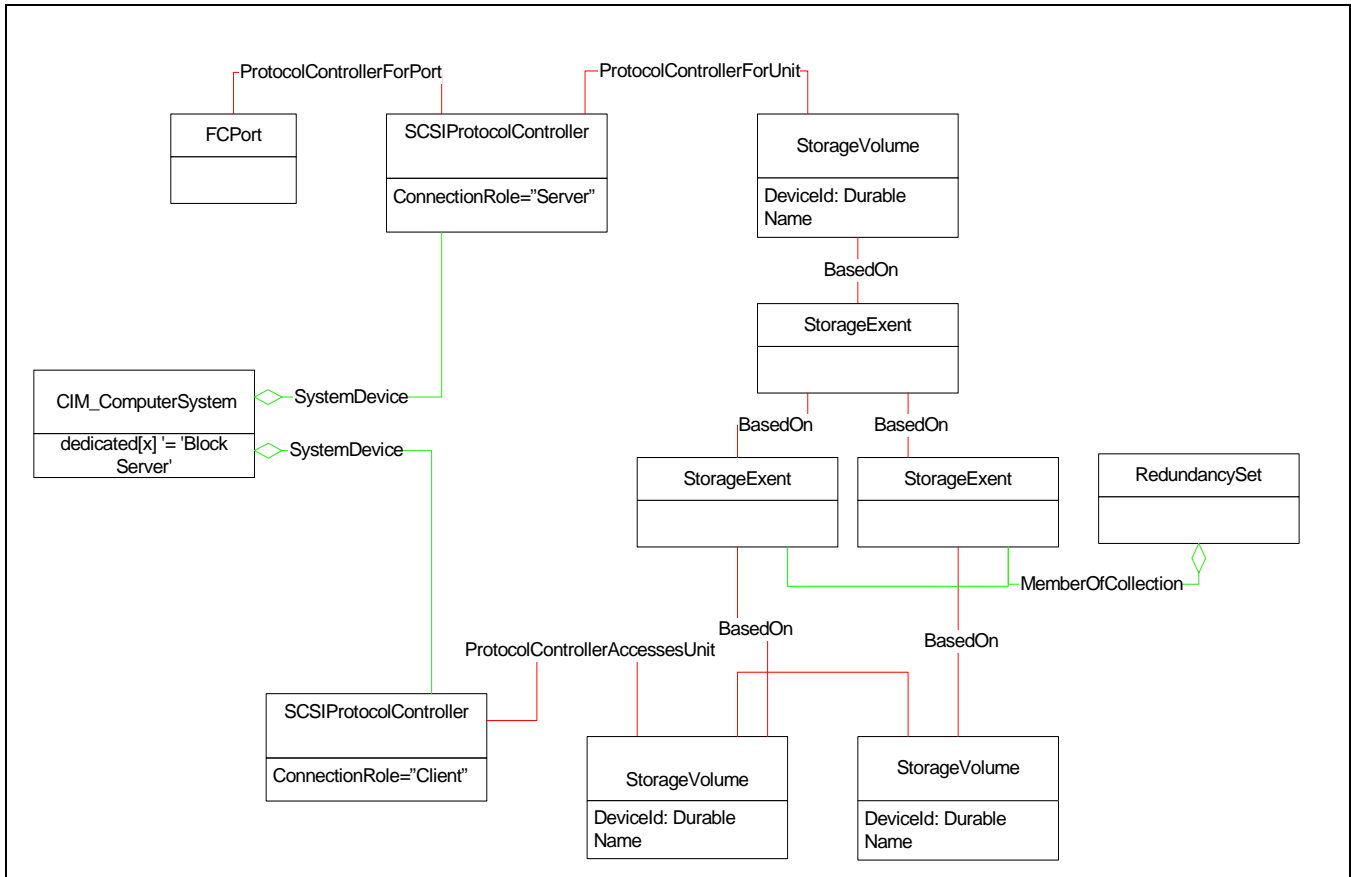 ProtocolControllerForPort
ProtocolControllerForUnit
FCPort
SCSIProtocolController
ConnectionRole=”Server”
StorageVolume
DeviceId: Durable
Name
BasedOn
StorageExent
CIM_ComputerSystem
dedicated[x] '= 'Block
Server'
SystemDevice
SystemDevice
BasedOn
BasedOn
StorageExent
StorageExent
RedundancySet
MemberOfCollection
BasedOn
BasedOn
ProtocolControllerAccessesUnit
SCSIProtocolController
ConnectionRole=”Client”
StorageVolume
DeviceId: Durable
Name
StorageVolume
DeviceId: Durable
Name